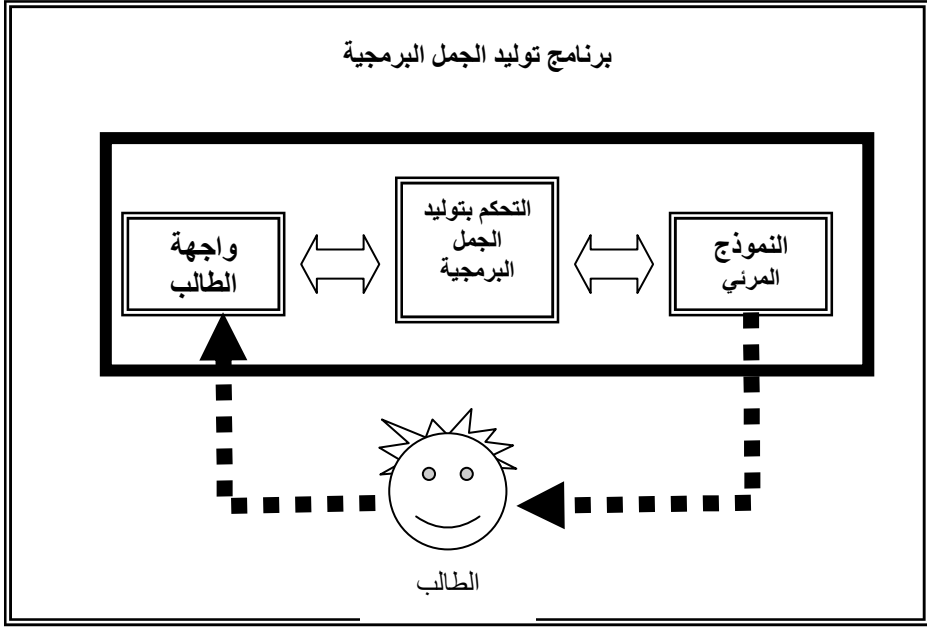 برنامج توليد الجمل البرمجية
النموذج
المرئي
التحكم بتوليد
الجمل
البرمجية
واجهة
الطالب
الطالب